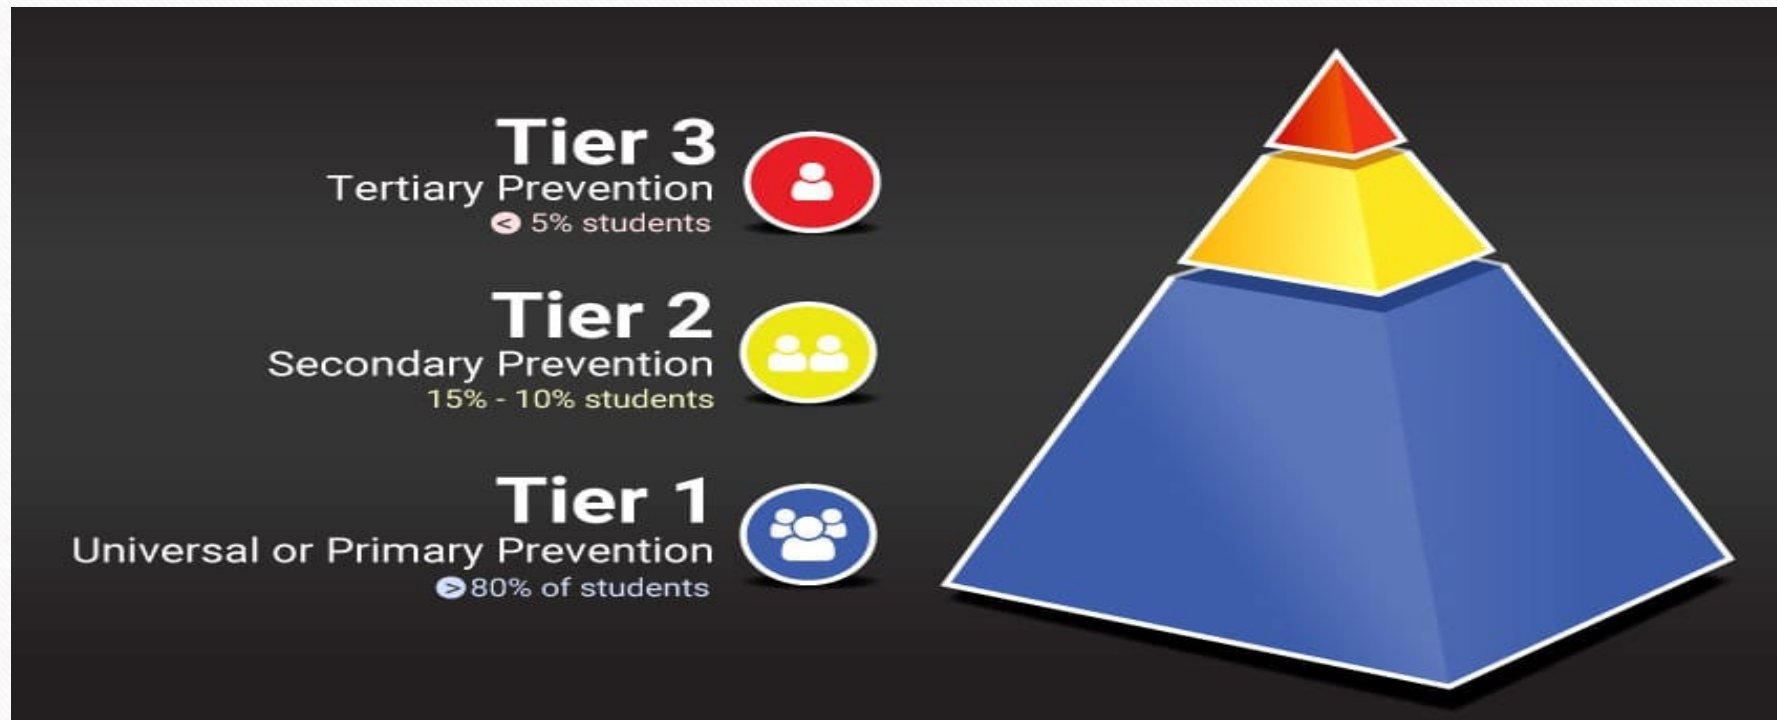 Tier 3
Tertiary Prevention
< 5% students
Tier 2
Secondary Prevention
15% - 10% students
Tier 1
Universal or Primary Prevention
> 80% of students